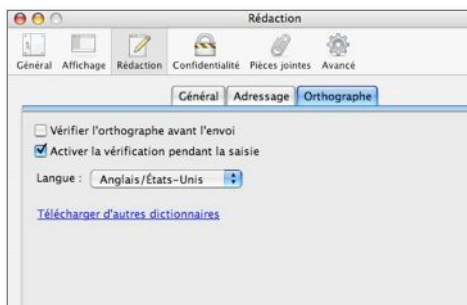 Rédaction
Général Affichage Rédaction Confidentialité Pièces jointes Avancé
Général Adressage Orthographe
Vérifier l'orthographe avant l'envoi
Activer la vérification pendant la saisie
Langue : Anglais/États-Unis
Télécharger d'autres dictionnaires